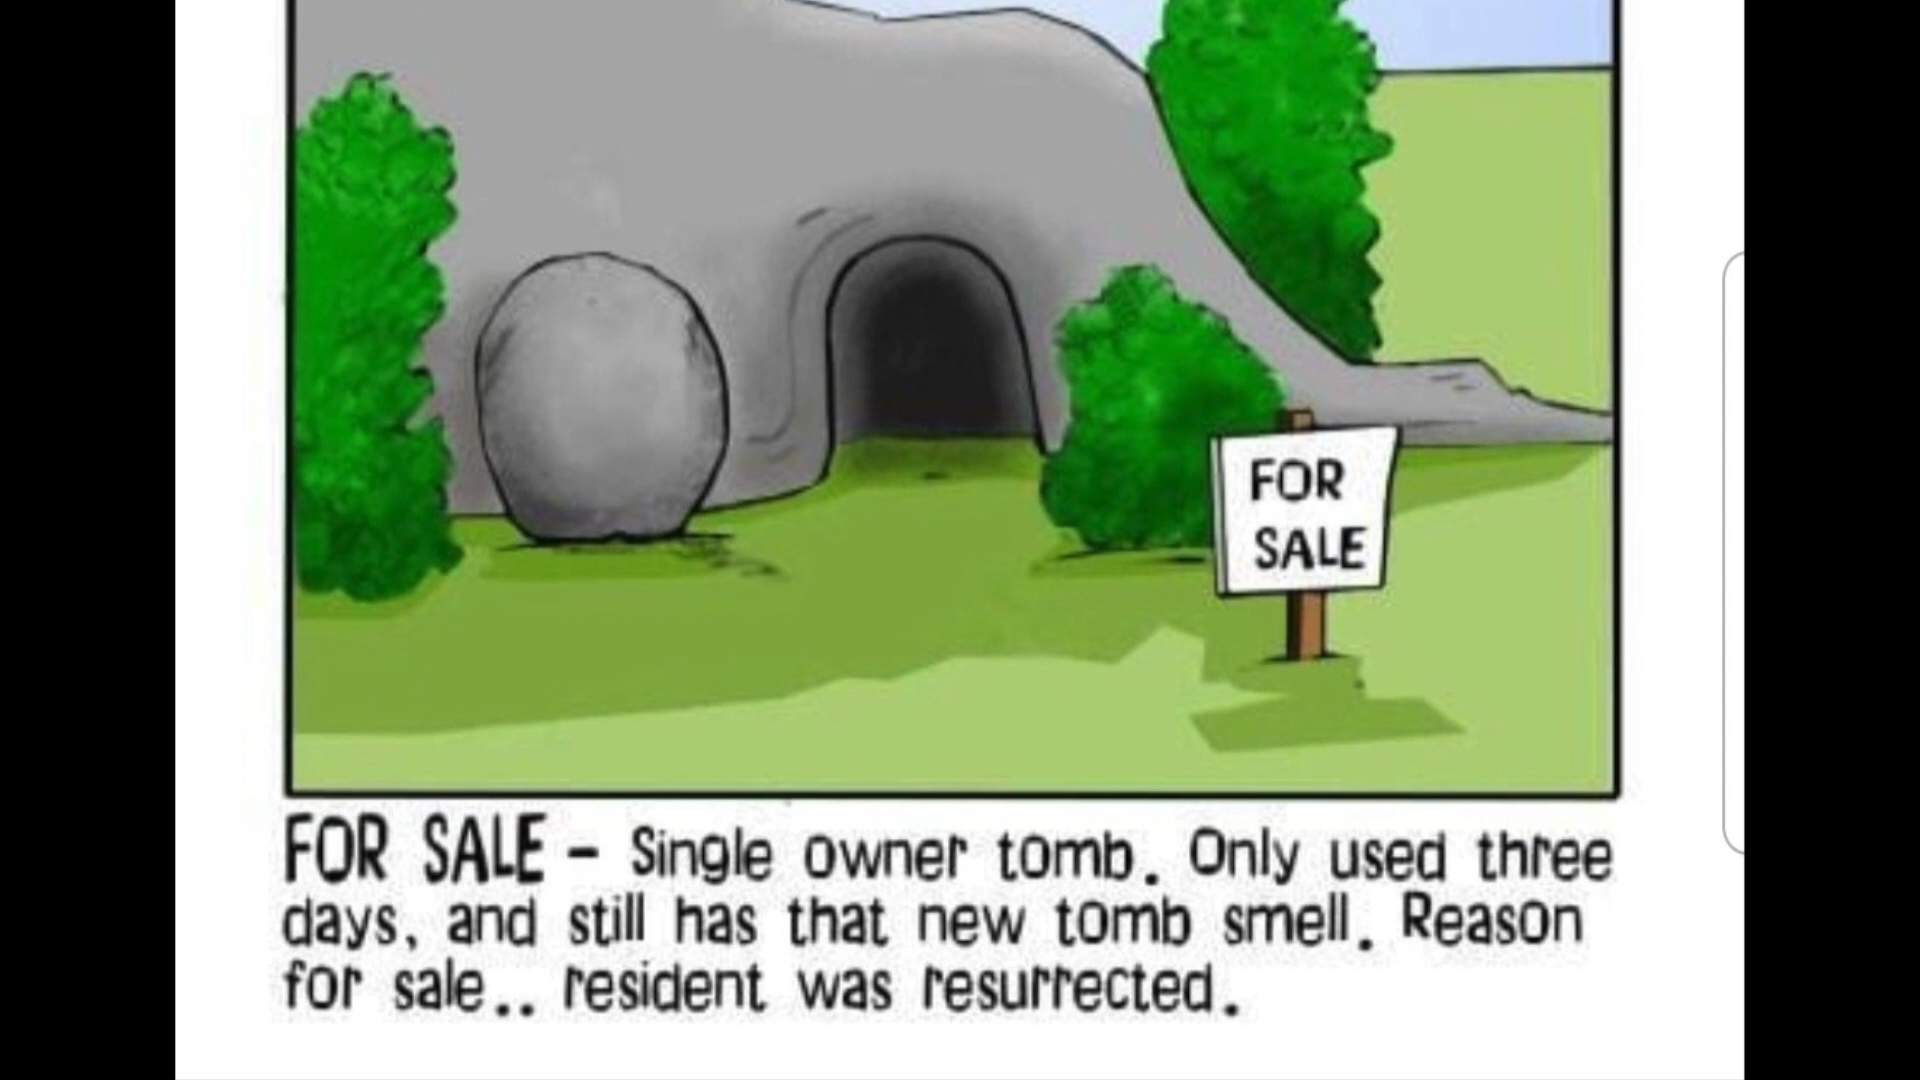 FOR
SALE
FOR SALE - Single owner tomb. Only used three
days, and still has that new tomb smell. Reason
for sale.. resident was resurrected.